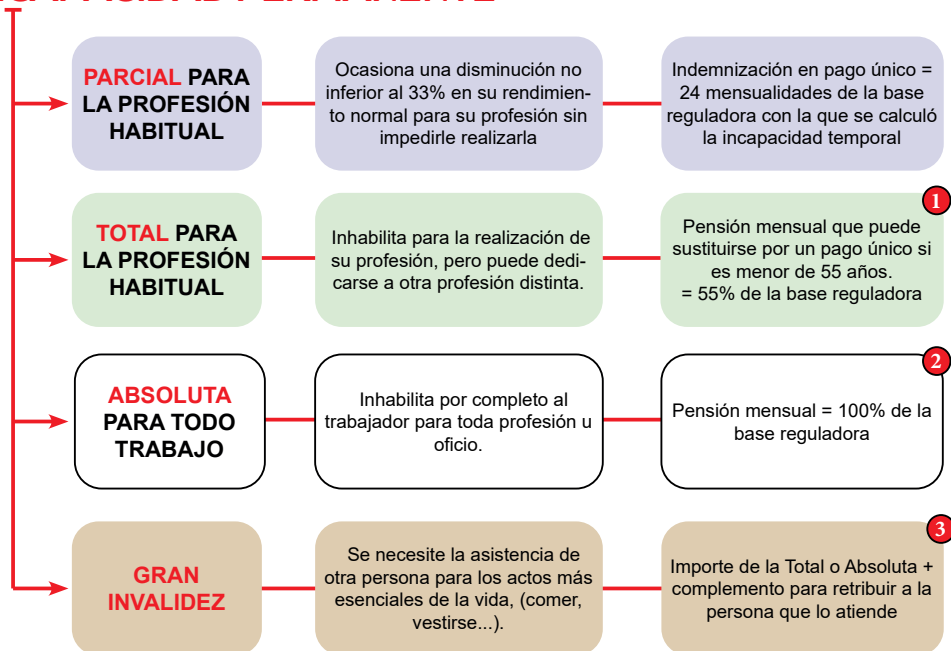 PARCIAL PARA
LA PROFESIÓN
HABITUAL
Ocasiona una disminución no
inferior al 33% en su rendimien-
to normal para su profesión sin
impedirle realizarla
Indemnización en pago único =
24 mensualidades de la base
reguladora con la que se calculó
la incapacidad temporal
TOTAL PARA
LA PROFESIÓN
HABITUAL
Inhabilita para la realización de
su profesión, pero puede dedi-
carse a otra profesión distinta.
1
Pensión mensual que puede
sustituirse por un pago único si
es menor de 55 años.
= 55% de la base reguladora
ABSOLUTA
PARA TODO
TRABAJO
Inhabilita por completo al
trabajador para toda profesión u
oficio.
2
Pensión mensual = 100% de la
base reguladora
GRAN
INVALIDEZ
Se necesite la asistencia de
otra persona para los actos más
esenciales de la vida, (comer,
vestirse...).
3
Importe de la Total o Absoluta +
complemento para retribuir a la
persona que lo atiende